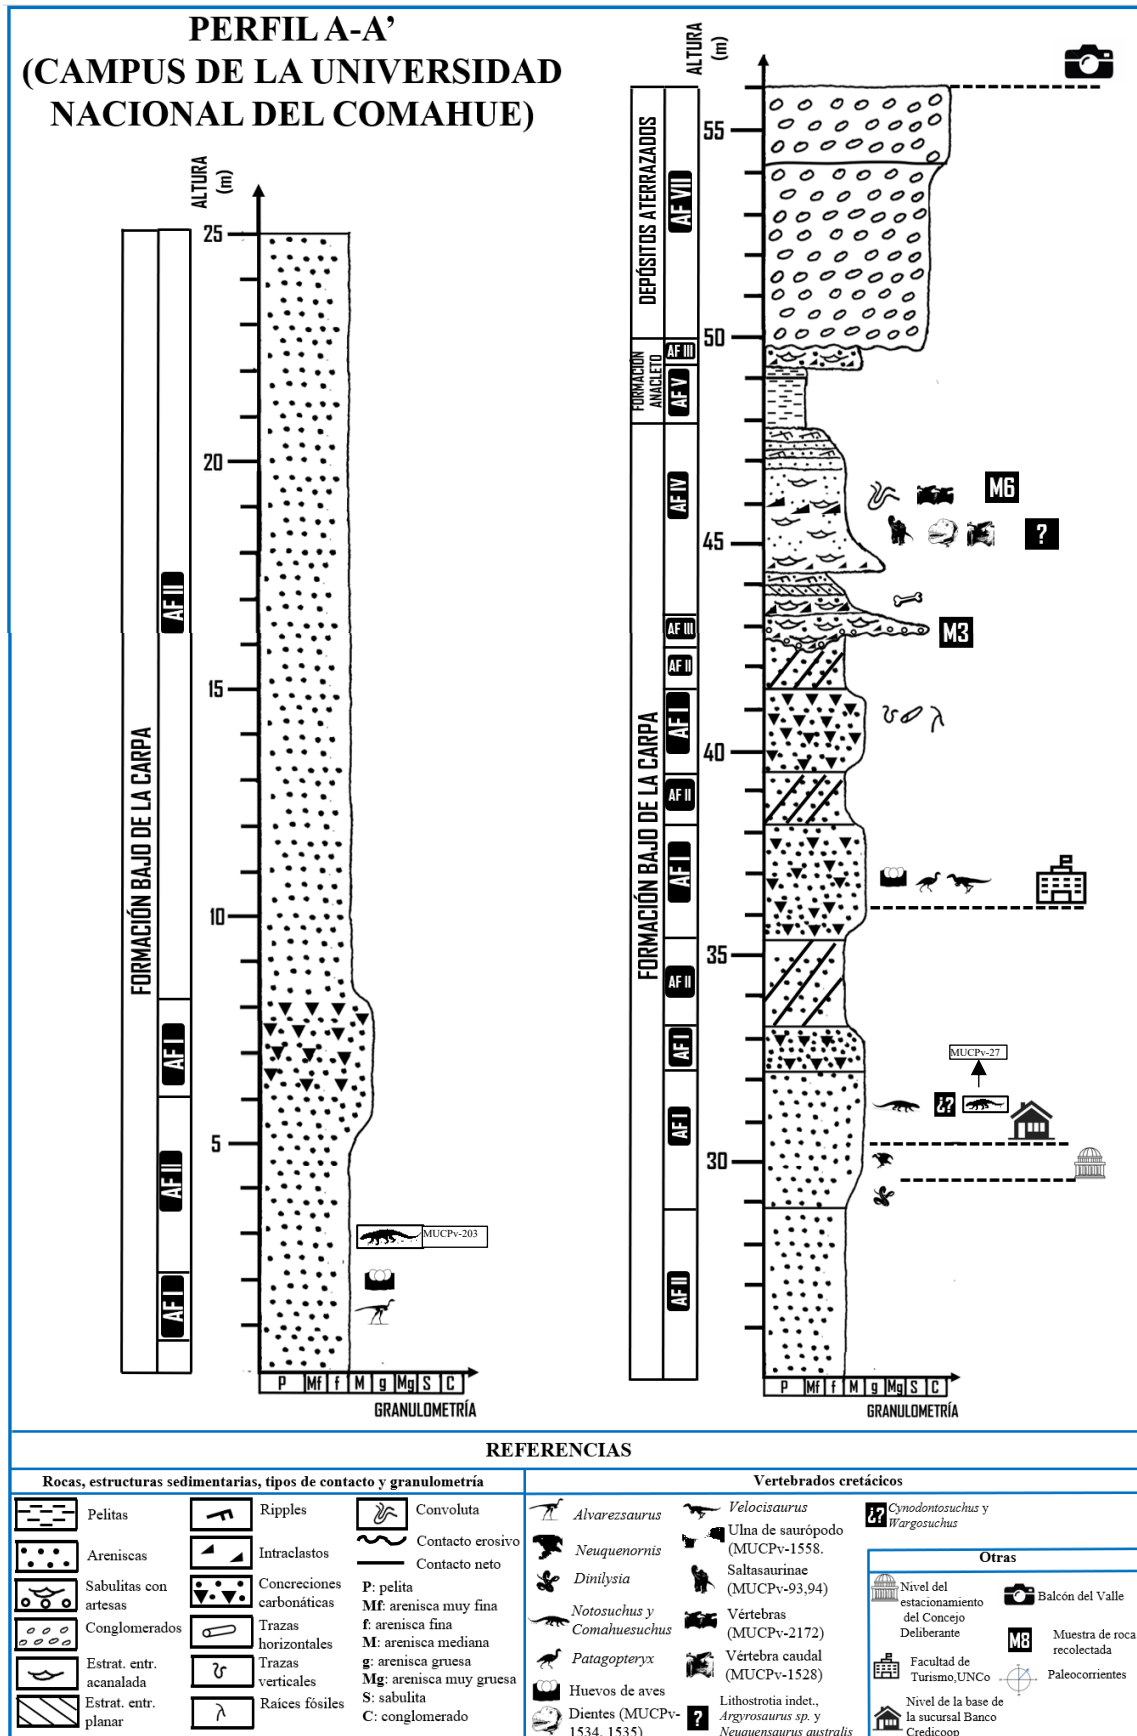 PERFIL A-A’
(CAMPUS DE LA UNIVERSIDAD
NACIONAL DEL COMAHUE)
ALTURA
(m)
25
20
15
10
5
FORMACIÓN BAJO DE LA CARPA
AF II
AF I
AF II
AF I
MUCPv-203
P Mf f M g Mg S C
GRANULOMETRÍA
ALTURA
(m)
55
50
45
40
35
30
DEPÓSITOS ATERRAZADOS
FORMACIÓN
ANACLETO
FORMACIÓN BAJO DE LA CARPA
AF VII
AF III
AF V
AF IV
AF III
AF II
AF I
AF II
AF I
AF II
AF I
AF I
AF II
M6
?
M3
MUCPv-27
¿?
P Mf f M g Mg S C
GRANULOMETRÍA
REFERENCIAS
Rocas, estructuras sedimentarias, tipos de contacto y granulometría
Pelitas
Areniscas
Sabulitas con
artesas
Conglomerados
Estrat. entr.
acanalada
Estrat. entr.
planar
Ripples
Intraclastos
Concreciones
carbonáticas
Trazas
horizontales
Trazas
verticales
Raíces fósiles
Convoluta
Contacto erosivo
Contacto neto
P: pelita
Mf: arenisca muy fina
f: arenisca fina
M: arenisca mediana
g: arenisca gruesa
Mg: arenisca muy gruesa
S: sabulita
C: conglomerado
Vertebrados cretácicos
Alvarezsaurus
Neuquenornis
Dinilysia
Notosuchus y
Comahuesuchus
Patagopteryx
Huevos de aves
Dientes (MUCPv-
1534, 1535)
Velocisaurus
Ulna de saurópodo
(MUCPv-1558.
Saltasaurinae
(MUCPv-93,94)
Vértebras
(MUCPv-2172)
Vértebra caudal
(MUCPv-1528)
?
Lithostrotia indet.,
Argyrosaurus sp. y
Neuquensaurus australis
¿?
Cynodontosuchus y
Wargosuchus
Otras
Nivel del
estacionamiento
del Concejo
Deliberante
Facultad de
Turismo,UNCo
Nivel de la base de
la sucursal Banco
Credicoop
Balcón del Valle
M8
Muestra de roca
recolectada
Paleocorrientes